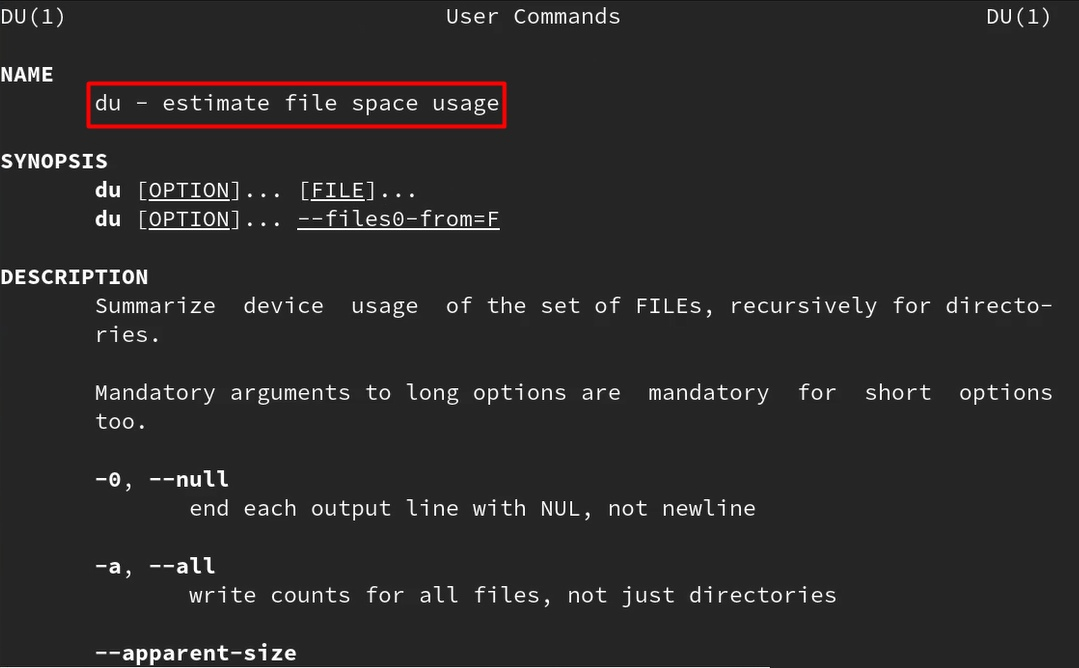 DU(1) User Commands DU(1)
NAME
du - estimate file space usage
SYNOPSIS
du [OPTION]... [FILE]...
du [OPTION]... --files0-from=F
DESCRIPTION
Summarize device usage of the set of FILEs, recursively for directo-
ries.
Mandatory arguments to long options are mandatory for short options
too.
-0, --null
end each output line with NUL, not newline
-a, --all
write counts for all files, not just directories
--apparent-size